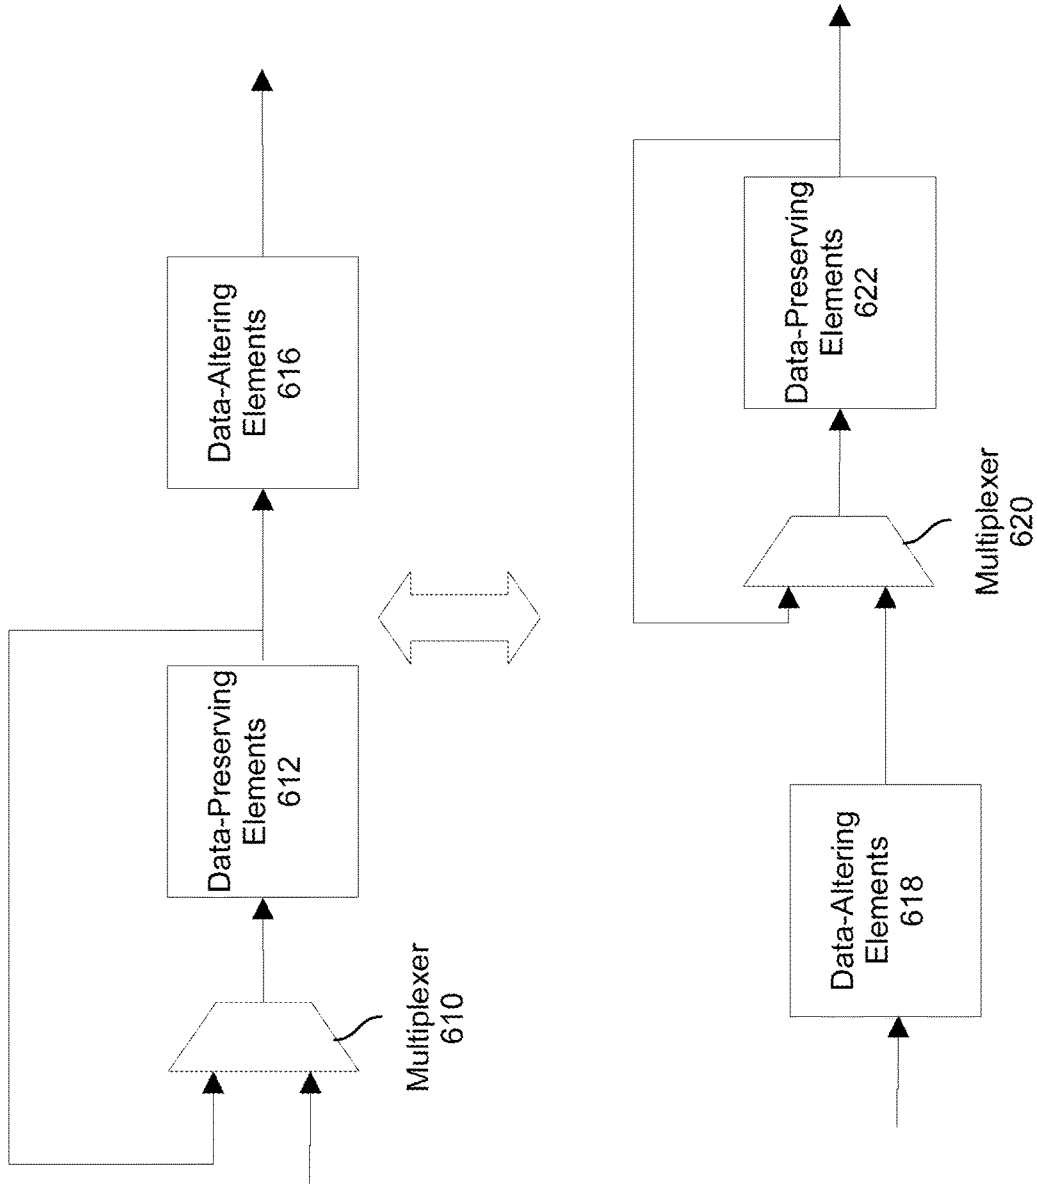 Multiplexer
610
Data-Preserving
Elements
612
Data-Altering
Elements
616
Data-Altering
Elements
618
Multiplexer
620
Data-Preserving
Elements
622